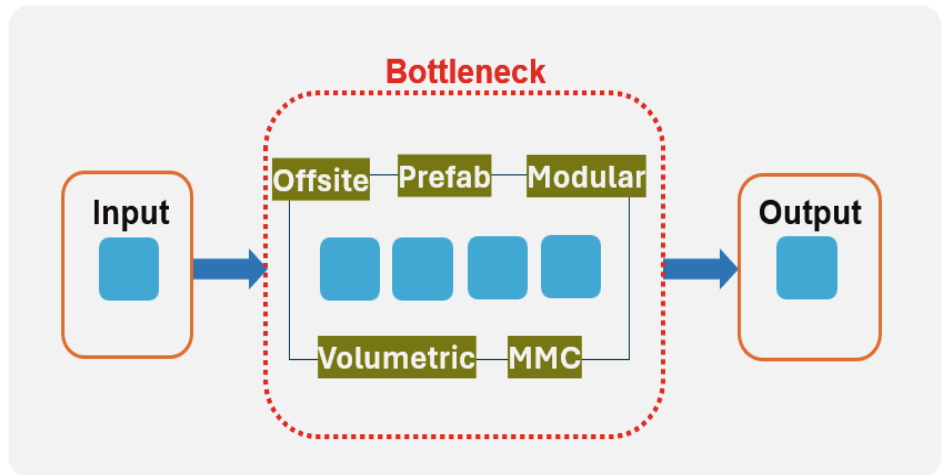 Bottleneck
Offsite Prefab Modular
Input
Output
Volumetric MMC